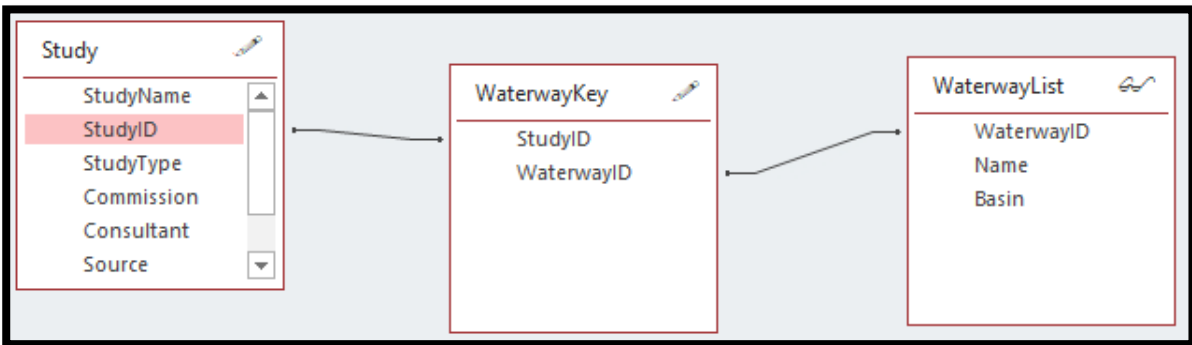 Study
StudyName
StudyID
StudyType
Commission
Consultant
Source
WaterwayKey
StudyID
WaterwayID
WaterwayList
WaterwayID
Name
Basin